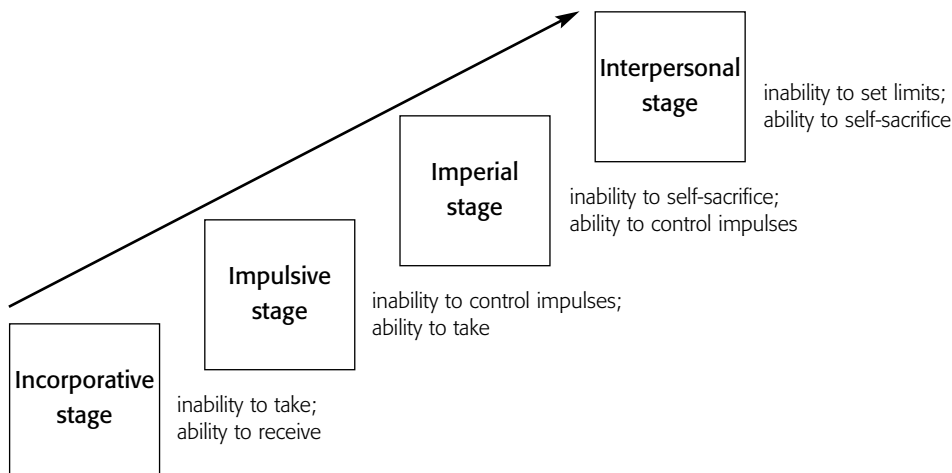 Interpersonal
stage
inability to set limits;
ability to self-sacrifice
Imperial
stage
inability to self-sacrifice;
ability to control impulses
Impulsive
stage
inability to control impulses;
ability to take
Incorporative
stage
inability to take;
ability to receive